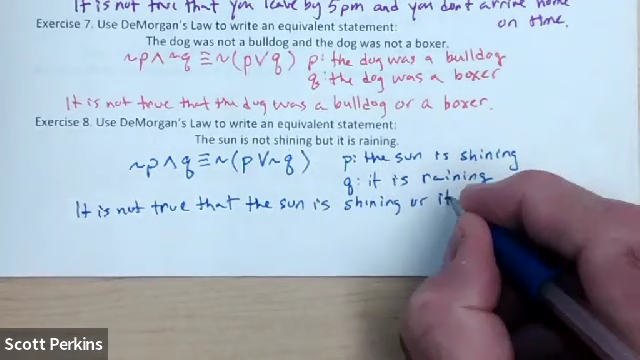 It is not true that you leave by 5pm and you don't arrive home
on time.
Exercise 7. Use DeMorgan's Law to write an equivalent statement:
The dog was not a bulldog and the dog was not a boxer.
~p∧~q ≡ ~(p∨q) p: the dog was a bulldog
q: the dog was a boxer
It is not true that the dog was a bulldog or a boxer.
Exercise 8. Use DeMorgan's Law to write an equivalent statement:
The sun is not shining but it is raining.
~p∧q ≡ ~(p∨~q) p: the sun is shining
q: it is raining
It is not true that the sun is shining or it
Scott Perkins